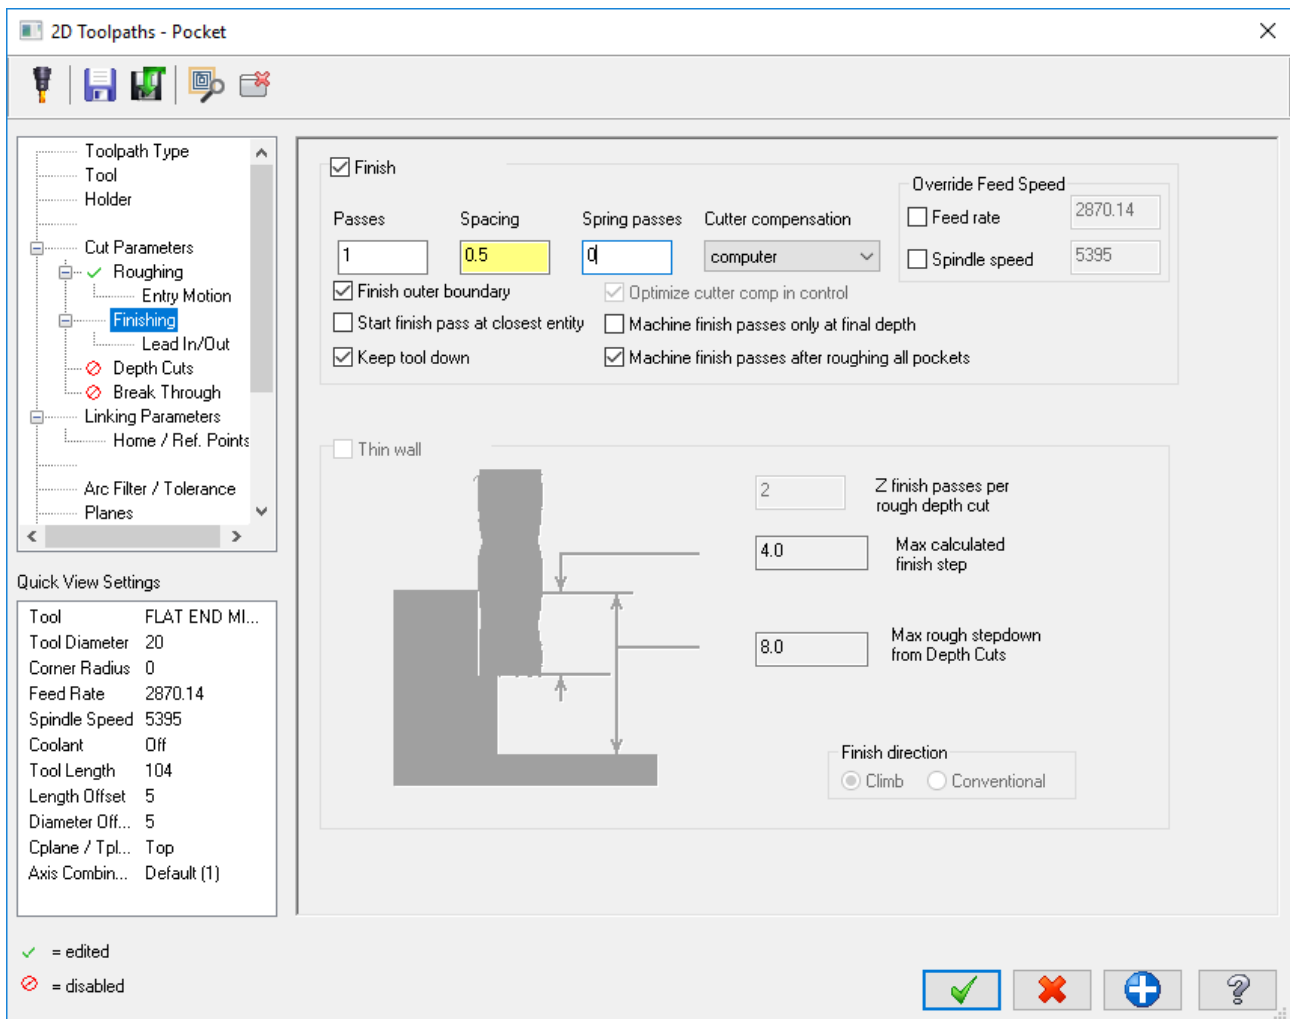 2D Toolpaths - Pocket
Toolpath Type
Tool
Holder
Cut Parameters
Roughing
Entry Motion
Finishing
Lead In/Out
Depth Cuts
Break Through
Linking Parameters
Home / Ref. Points
Arc Filter / Tolerance
Planes
Quick View Settings
Tool FLAT END MI...
Tool Diameter 20
Corner Radius 0
Feed Rate 2870.14
Spindle Speed 5395
Coolant Off
Tool Length 104
Length Offset 5
Diameter Off... 5
Cplane / Tpl... Top
Axis Combin... Default (1)
= edited
= disabled
Finish
Passes Spacing Spring passes Cutter compensation
1 0.5 0 computer
Override Feed Speed
Feed rate 2870.14
Spindle speed 5395
Finish outer boundary Optimize cutter comp in control
Start finish pass at closest entity Machine finish passes only at final depth
Keep tool down Machine finish passes after roughing all pockets
Thin wall
2 Z finish passes per
rough depth cut
4.0 Max calculated
finish step
8.0 Max rough stepdown
from Depth Cuts
Finish direction
Climb Conventional